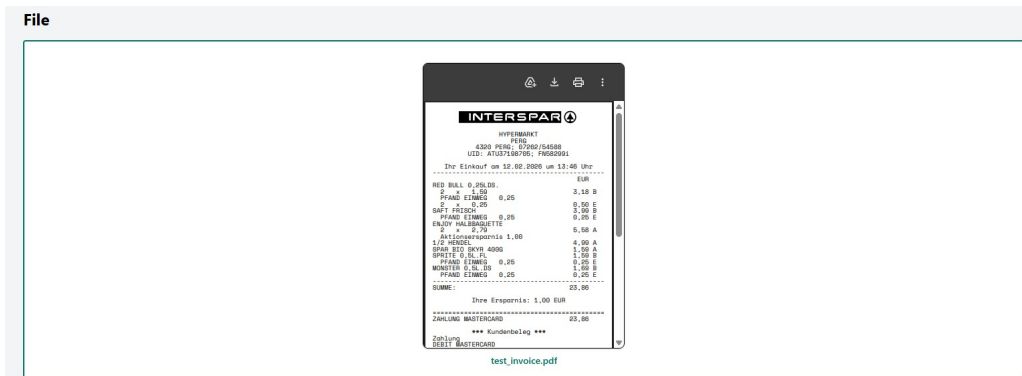 File
INTERSPAR
HYPERMARKT
PERG
4320 PERG; 07262/54588
UID: ATU37198705; FN582991
Ihr Einkauf am 12.02.2026 um 13:46 Uhr
EUR
RED BULL 0,25LDS.
2 x 1,59 3,18 B
PFAND EINWEG 0,25
2 x 0,25 0,50 E
SAFT FRISCH 3,99 B
PFAND EINWEG 0,25 0,25 E
ENJOY HALBBAGUETTE
2 x 2,79 5,58 A
Aktionsersparnis 1,00
1/2 HENDEL 4,99 A
SPAR BIO SKYR 400G 1,59 A
SPRITE 0,5L.FL 1,59 B
PFAND EINWEG 0,25 0,25 E
MONSTER 0,5L.DS 1,69 B
PFAND EINWEG 0,25 0,25 E
SUMME: 23,86
Ihre Ersparnis: 1,00 EUR
ZAHLUNG MASTERCARD 23,86
*** Kundenbeleg ***
Zahlung
DEBIT MASTERCARD
test_invoice.pdf